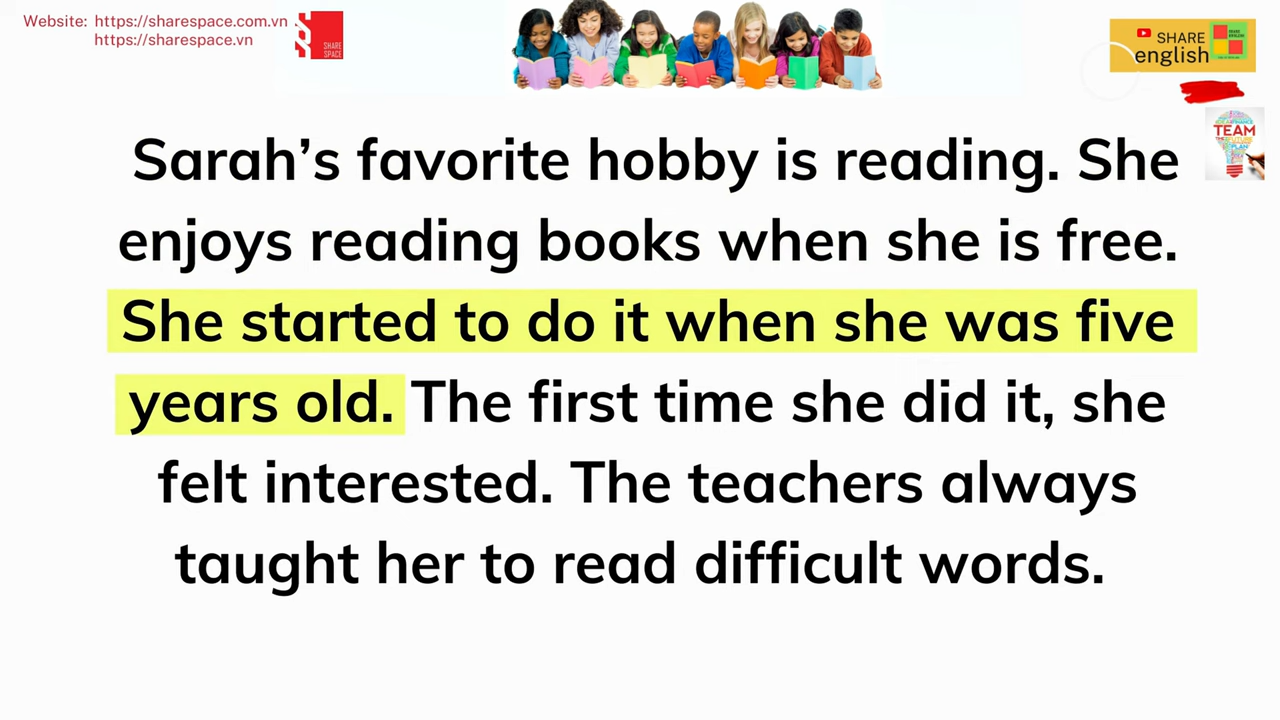 Website: https://sharespace.com.vn
https://sharespace.vn
SHARE
SPACE
SHARE
english
TEAM
Sarah’s favorite hobby is reading. She
enjoys reading books when she is free.
She started to do it when she was five
years old. The first time she did it, she
felt interested. The teachers always
taught her to read difficult words.